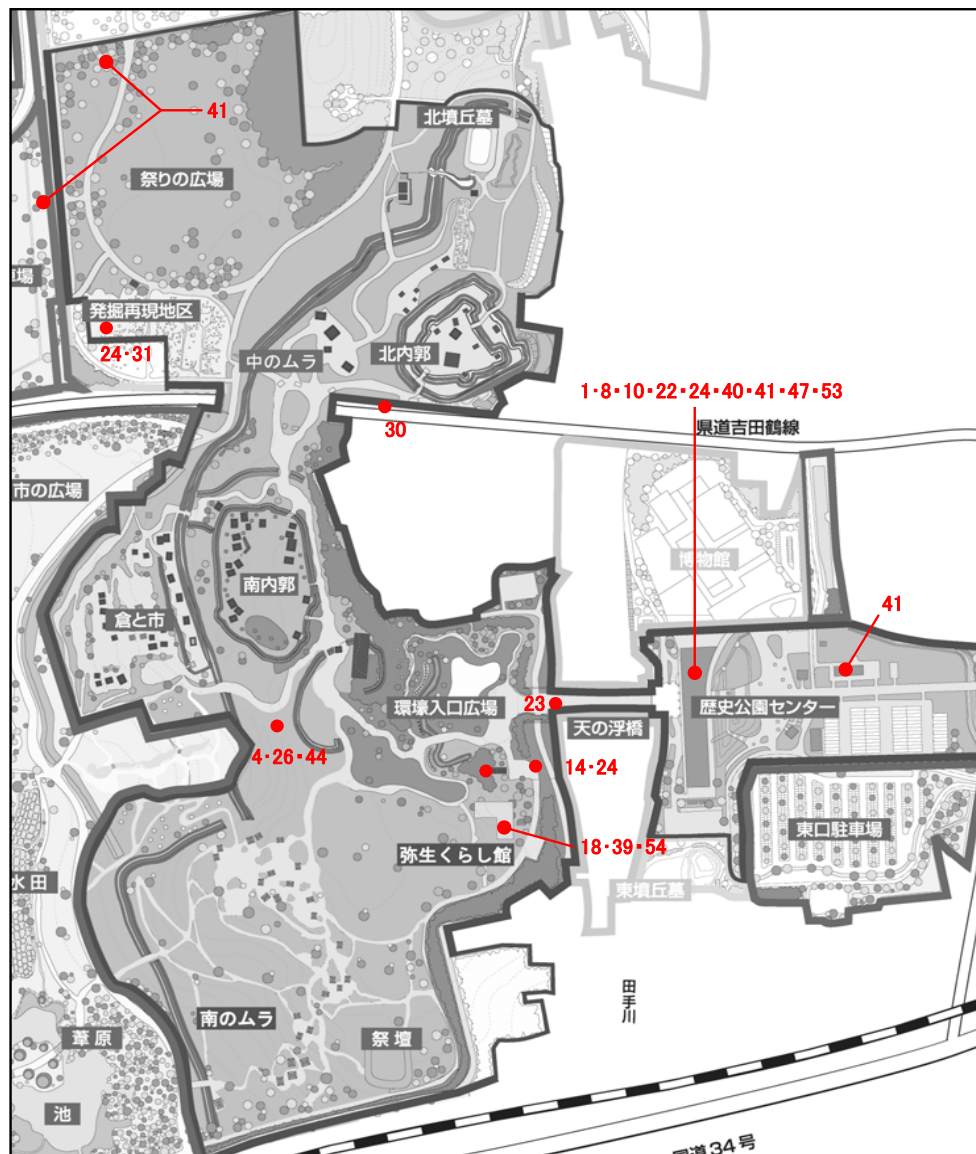 北墳丘墓
41
祭りの広場
車場
発掘再現地区
24・31
中のムラ
北内郭
30
1・8・10・22・24・40・41・47・53
県道吉田鶴線
市の広場
博物館
南内郭
倉と市
41
環壕入口広場
23
歴史公園センター
天の浮橋
4・26・44
14・24
東口駐車場
18・39・54
弥生くらし館
水田
東墳丘墓
田手川
南のムラ
祭壇
葦原
池
国道34号